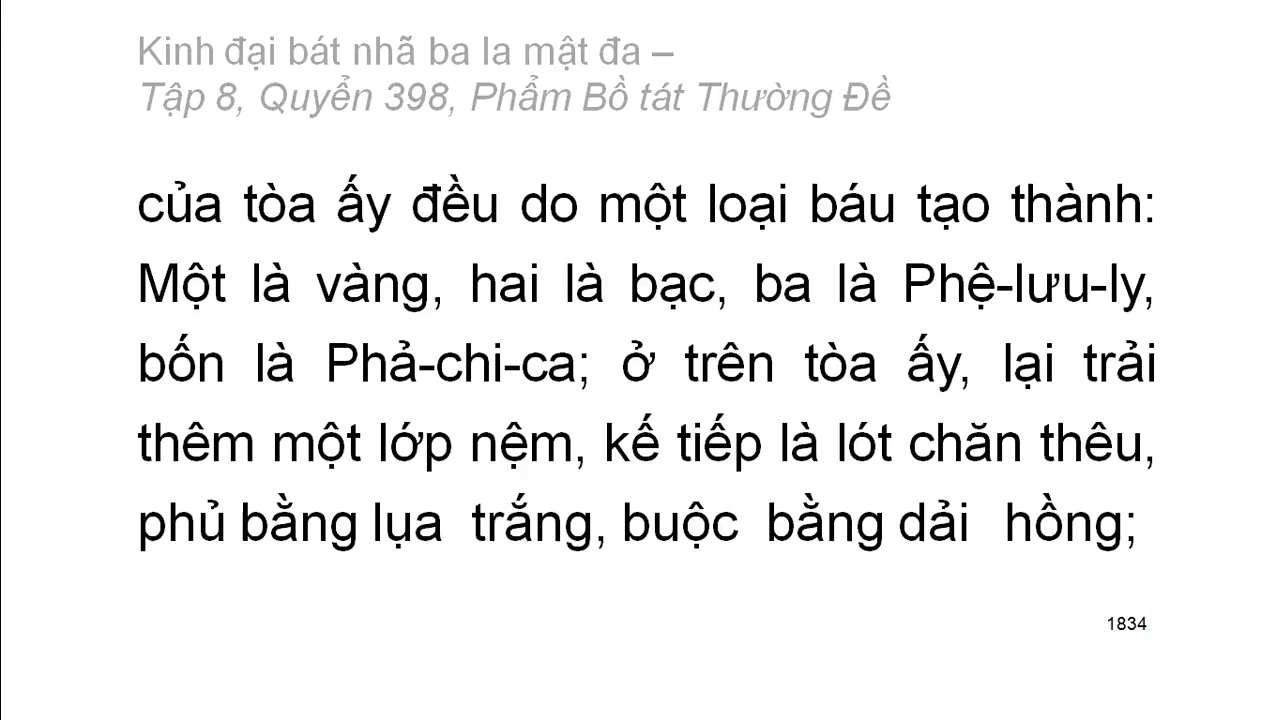 Kinh đại bát nhã ba la mật đa –
Tập 8, Quyển 398, Phẩm Bồ tát Thường Đề
của tòa ấy đều do một loại báu tạo thành:
Một là vàng, hai là bạc, ba là Phệ-lưu-ly,
bốn là Phả-chi-ca; ở trên tòa ấy, lại trải
thêm một lớp nệm, kế tiếp là lót chăn thêu,
phủ bằng lụa trắng, buộc bằng dải hồng;
1834